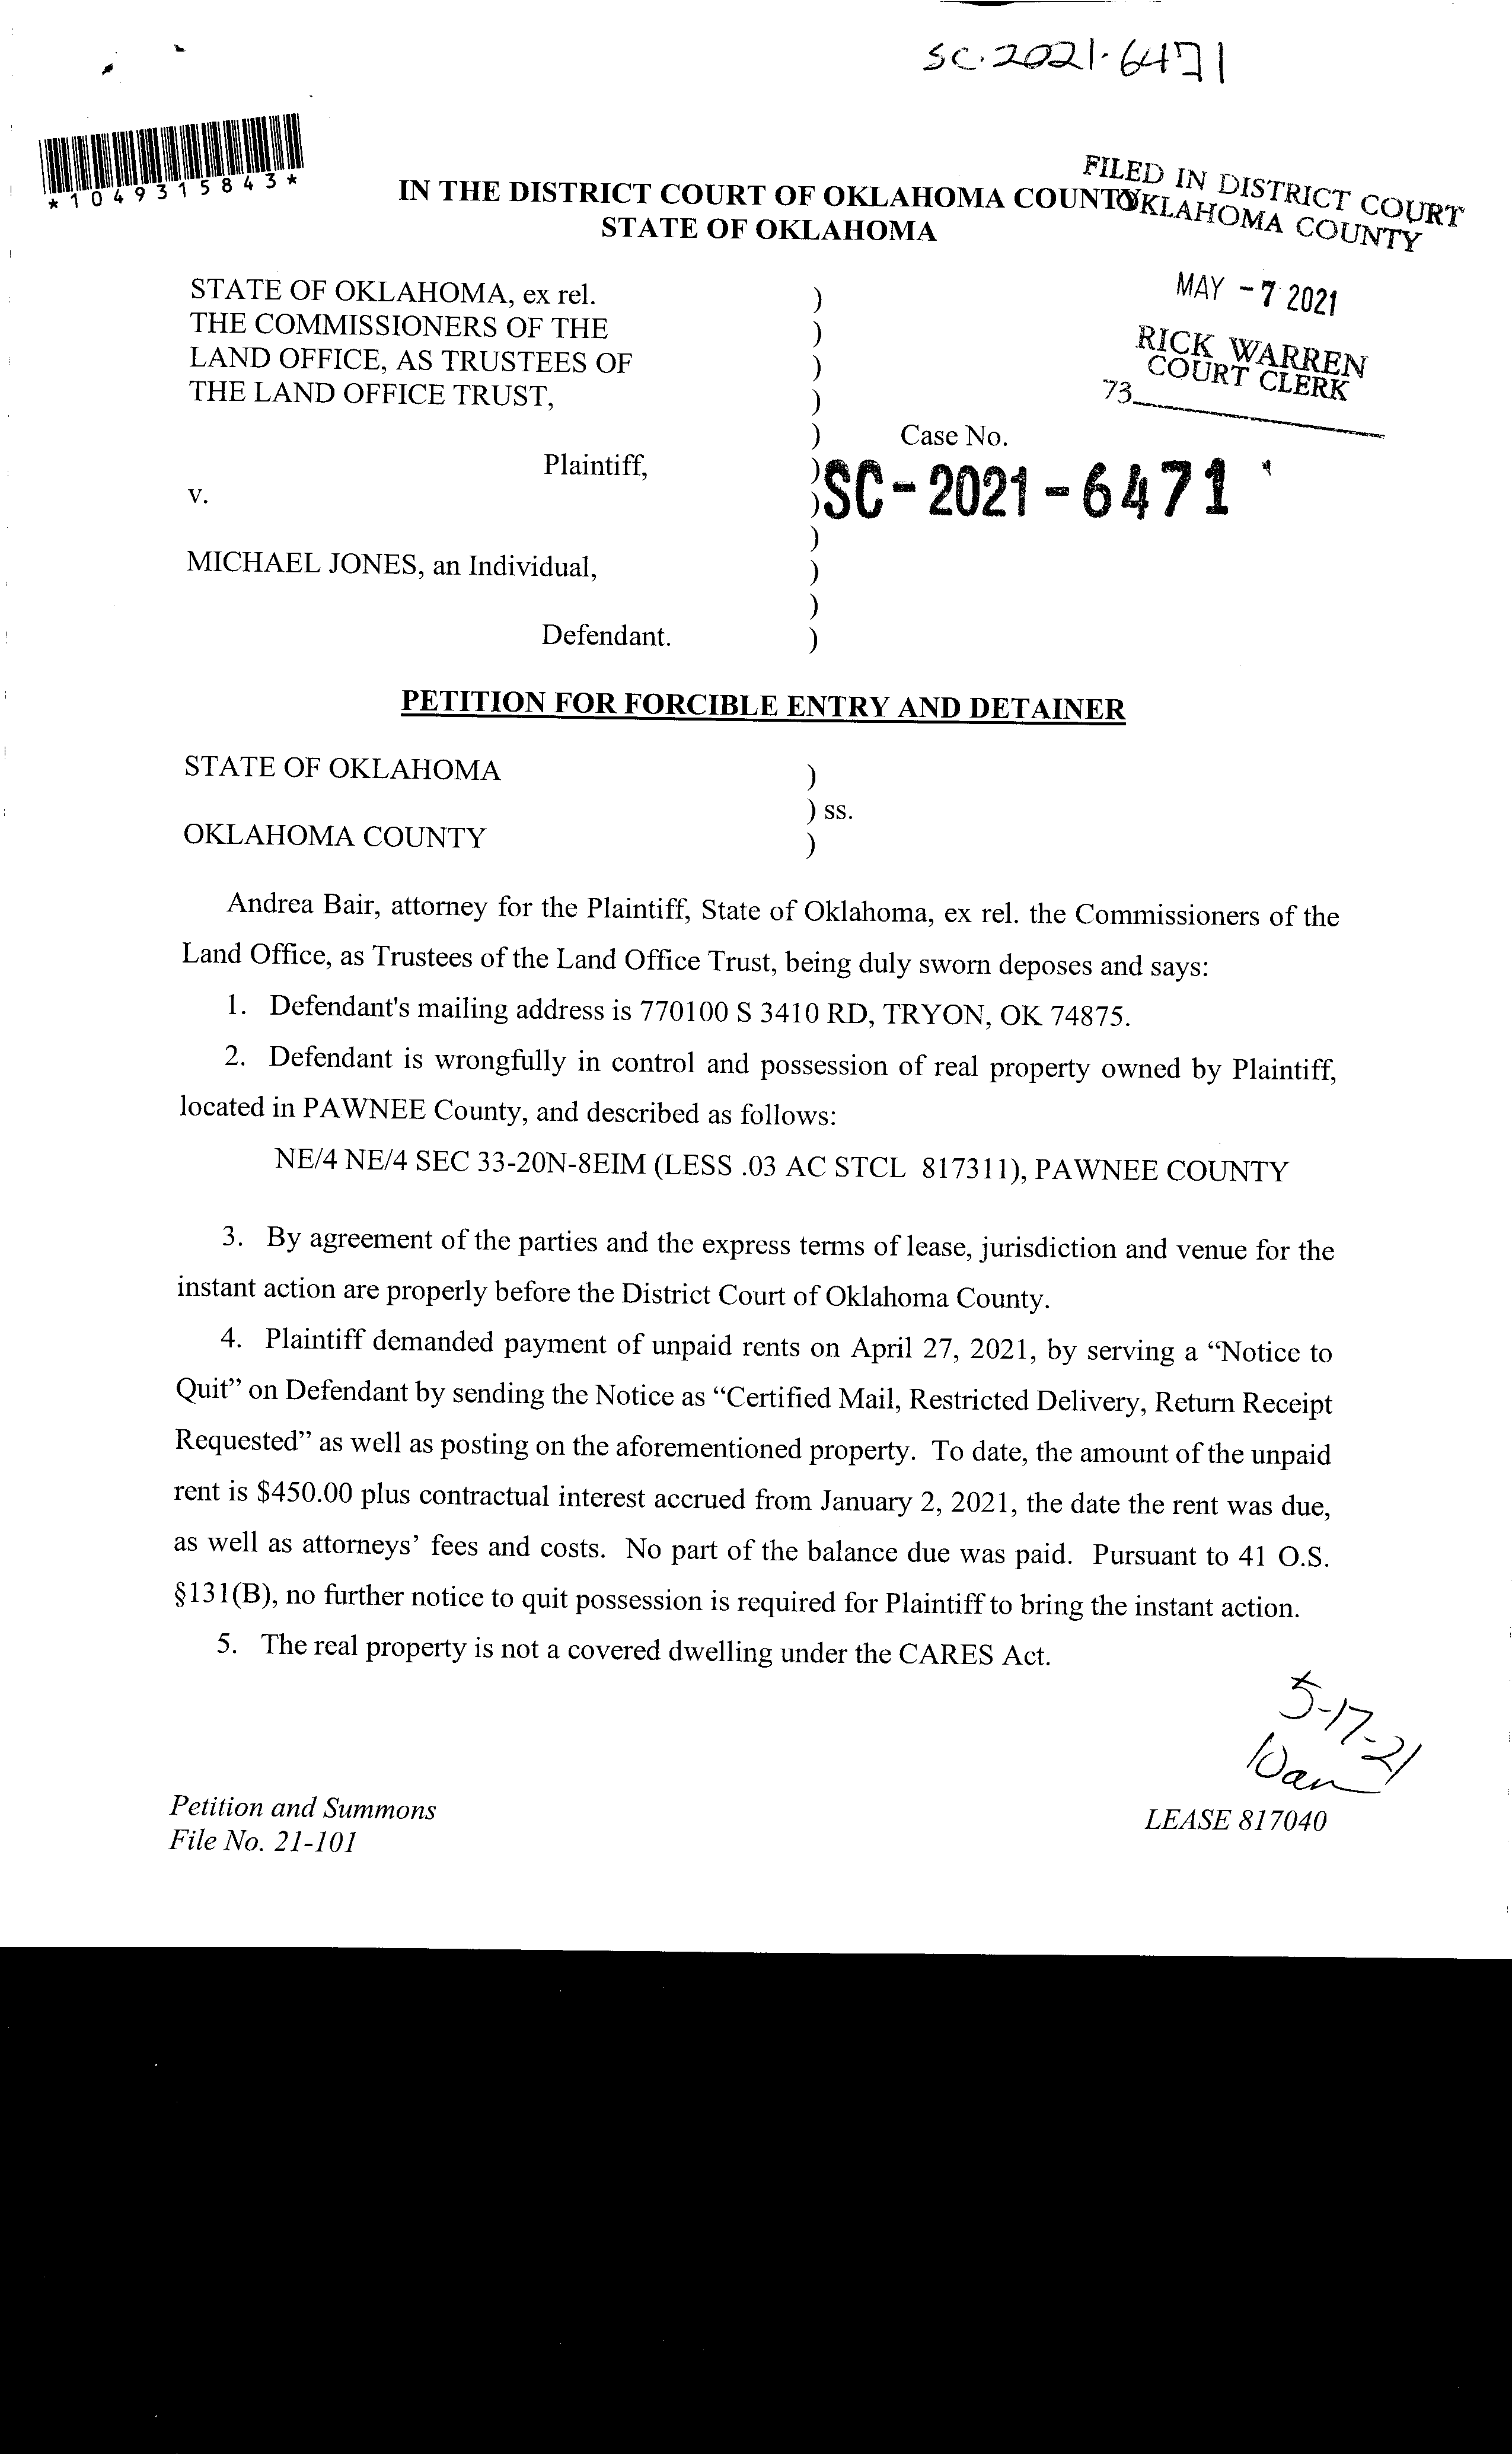 SC.2021.6471
*1049315843*
FILED IN DISTRICT COURT
OKLAHOMA COUNTY
IN THE DISTRICT COURT OF OKLAHOMA COUNTY
STATE OF OKLAHOMA
MAY -7 2021
RICK WARREN
COURT CLERK
73
STATE OF OKLAHOMA, ex rel. )
THE COMMISSIONERS OF THE )
LAND OFFICE, AS TRUSTEES OF )
THE LAND OFFICE TRUST, )
) Case No.
Plaintiff, )
v. ) SC-2021-6471
)
MICHAEL JONES, an Individual, )
)
Defendant. )
PETITION FOR FORCIBLE ENTRY AND DETAINER
STATE OF OKLAHOMA )
) ss.
OKLAHOMA COUNTY )
Andrea Bair, attorney for the Plaintiff, State of Oklahoma, ex rel. the Commissioners of the
Land Office, as Trustees of the Land Office Trust, being duly sworn deposes and says:
1. Defendant's mailing address is 770100 S 3410 RD, TRYON, OK 74875.
2. Defendant is wrongfully in control and possession of real property owned by Plaintiff,
located in PAWNEE County, and described as follows:
NE/4 NE/4 SEC 33-20N-8EIM (LESS .03 AC STCL 817311), PAWNEE COUNTY
3. By agreement of the parties and the express terms of lease, jurisdiction and venue for the
instant action are properly before the District Court of Oklahoma County.
4. Plaintiff demanded payment of unpaid rents on April 27, 2021, by serving a “Notice to
Quit” on Defendant by sending the Notice as “Certified Mail, Restricted Delivery, Return Receipt
Requested” as well as posting on the aforementioned property. To date, the amount of the unpaid
rent is $450.00 plus contractual interest accrued from January 2, 2021, the date the rent was due,
as well as attorneys’ fees and costs. No part of the balance due was paid. Pursuant to 41 O.S.
§131(B), no further notice to quit possession is required for Plaintiff to bring the instant action.
5. The real property is not a covered dwelling under the CARES Act.
5-17-21
10am
Petition and Summons
File No. 21-101
LEASE 817040